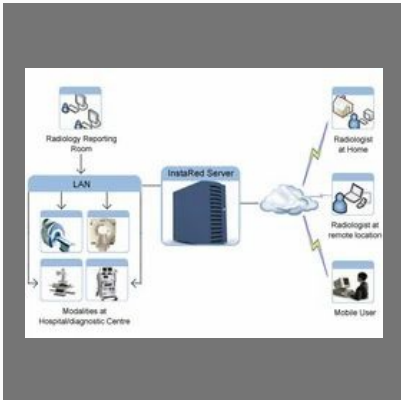 Radiology Reporting
Room
LAN
Modalities at
Hospital/diagnostic Centre
InstaRed Server
Radiologist
at Home
Radiologist at
remote location
Mobile User